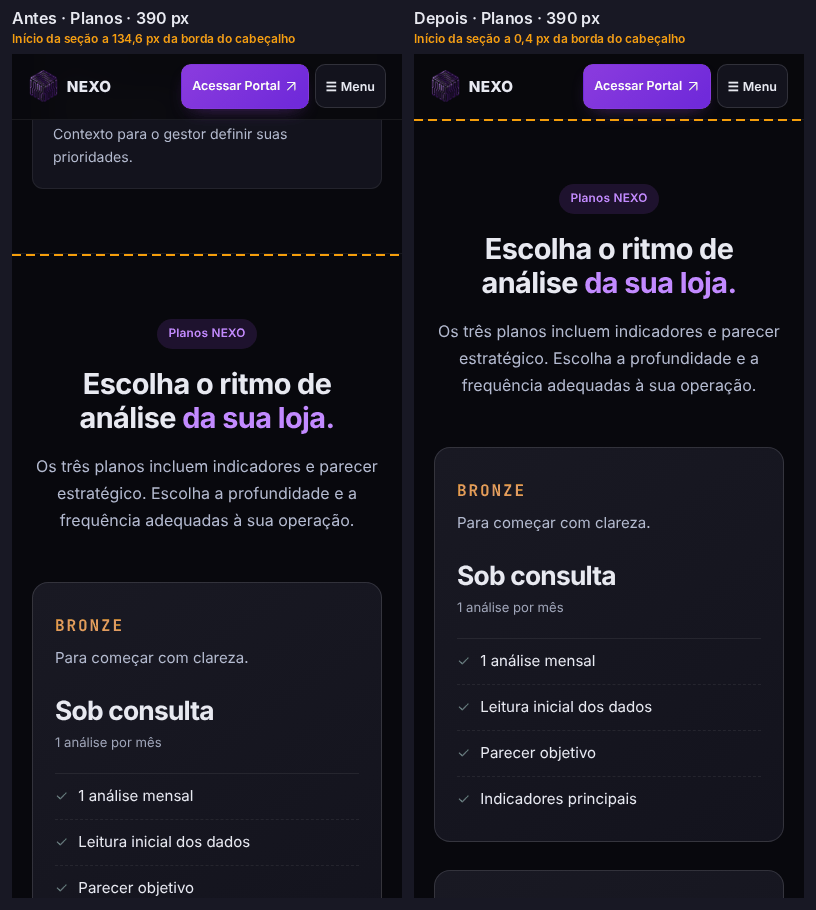 Antes · Planos · 390 px
Início da seção a 134,6 px da borda do cabeçalho
NEXO
Acessar Portal ↗
☰ Menu
Contexto para o gestor definir suas
prioridades.
Planos NEXO
Escolha o ritmo de
análise da sua loja.
Os três planos incluem indicadores e parecer
estratégico. Escolha a profundidade e a
frequência adequadas à sua operação.
BRONZE
Para começar com clareza.
Sob consulta
1 análise por mês
✓ 1 análise mensal
✓ Leitura inicial dos dados
✓ Parecer objetivo
Depois · Planos · 390 px
Início da seção a 0,4 px da borda do cabeçalho
NEXO
Acessar Portal ↗
☰ Menu
Planos NEXO
Escolha o ritmo de
análise da sua loja.
Os três planos incluem indicadores e parecer
estratégico. Escolha a profundidade e a
frequência adequadas à sua operação.
BRONZE
Para começar com clareza.
Sob consulta
1 análise por mês
✓ 1 análise mensal
✓ Leitura inicial dos dados
✓ Parecer objetivo
✓ Indicadores principais